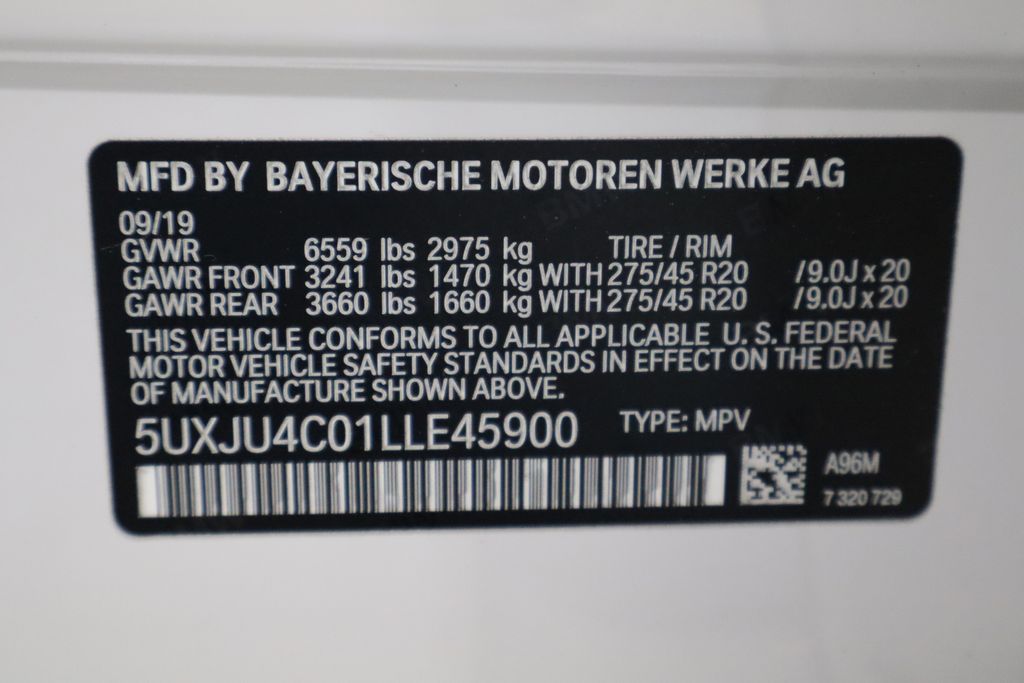 MFD BY BAYERISCHE MOTOREN WERKE AG
09/19
GVWR 6559 lbs 2975 kg TIRE / RIM
GAWR FRONT 3241 lbs 1470 kg WITH 275/45 R20 /9.0J x 20
GAWR REAR 3660 lbs 1660 kg WITH 275/45 R20 /9.0J x 20
THIS VEHICLE CONFORMS TO ALL APPLICABLE U. S. FEDERAL
MOTOR VEHICLE SAFETY STANDARDS IN EFFECT ON THE DATE
OF MANUFACTURE SHOWN ABOVE.
5UXJU4C01LLE45900 TYPE: MPV
A96M
7 320 729